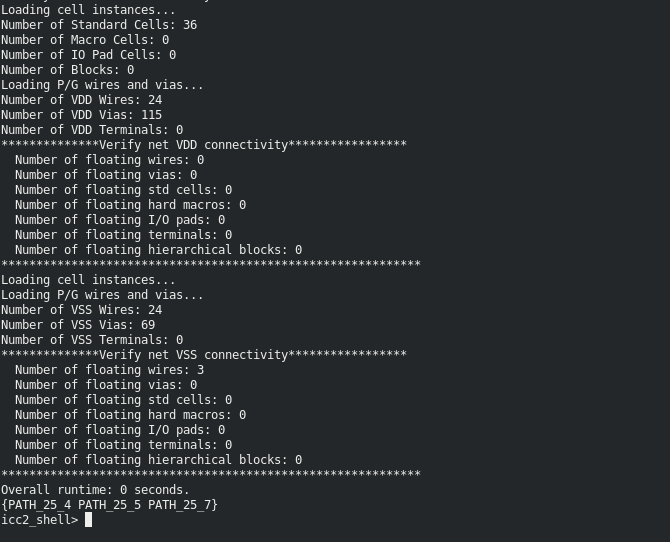 Loading cell instances...
Number of Standard Cells: 36
Number of Macro Cells: 0
Number of IO Pad Cells: 0
Number of Blocks: 0
Loading P/G wires and vias...
Number of VDD Wires: 24
Number of VDD Vias: 115
Number of VDD Terminals: 0
**************Verify net VDD connectivity*****************
  Number of floating wires: 0
  Number of floating vias: 0
  Number of floating std cells: 0
  Number of floating hard macros: 0
  Number of floating I/O pads: 0
  Number of floating terminals: 0
  Number of floating hierarchical blocks: 0
************************************************************
Loading cell instances...
Loading P/G wires and vias...
Number of VSS Wires: 24
Number of VSS Vias: 69
Number of VSS Terminals: 0
**************Verify net VSS connectivity*****************
  Number of floating wires: 3
  Number of floating vias: 0
  Number of floating std cells: 0
  Number of floating hard macros: 0
  Number of floating I/O pads: 0
  Number of floating terminals: 0
  Number of floating hierarchical blocks: 0
************************************************************
Overall runtime: 0 seconds.
{PATH_25_4 PATH_25_5 PATH_25_7}
icc2_shell>